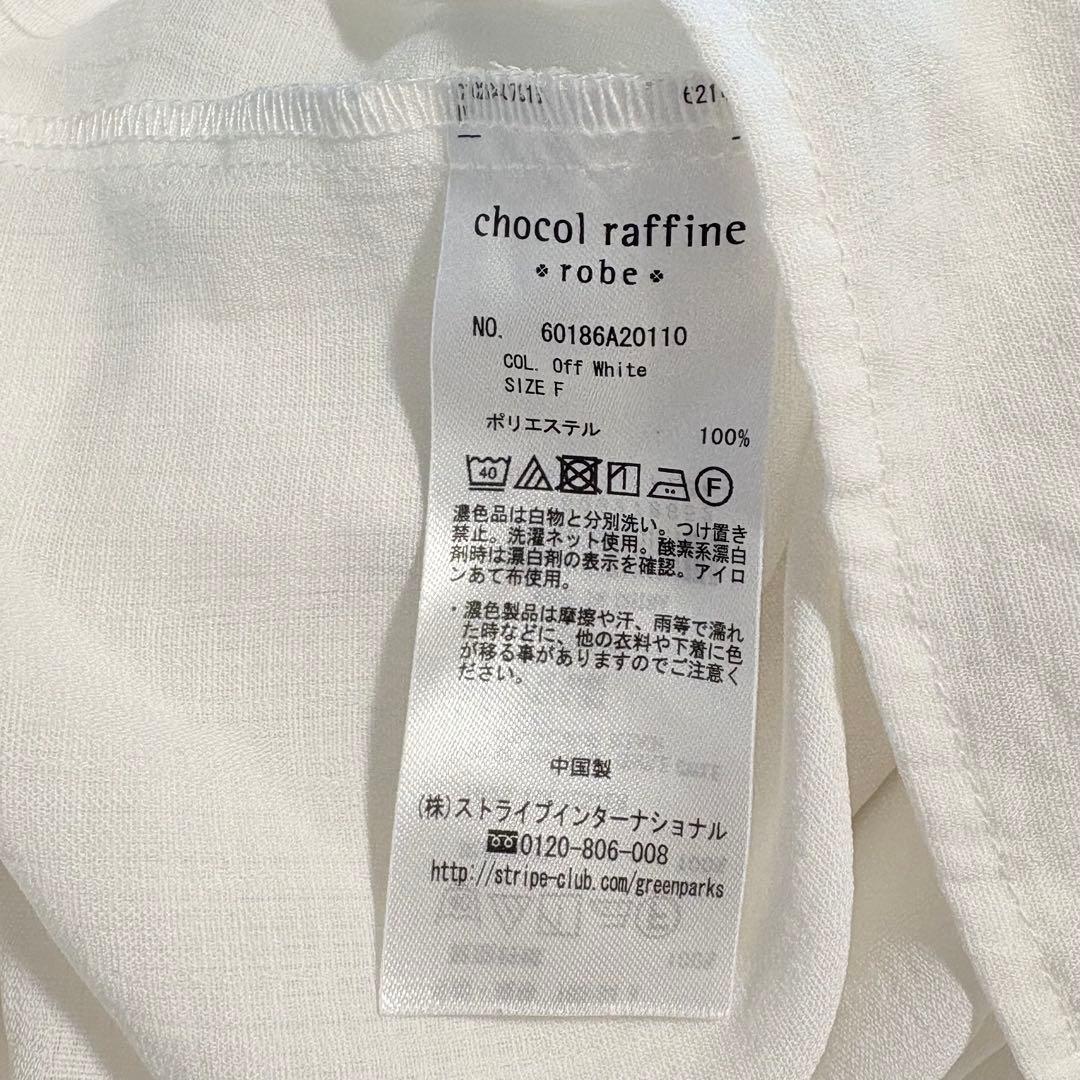 chocol raffine
robe
NO. 60186A20110
COL. Off White
SIZE F
ポリエステル 100%
40 F
濃色品は白物と分別洗い。つけ置き
禁止。洗濯ネット使用。酸素系漂白
剤時は漂白剤の表示を確認。アイロ
ンあて布使用。
・濃色製品は摩擦や汗、雨等で濡れ
た時などに、他の衣料や下着に色
が移る事がありますのでご注意く
ださい。
中国製
(株)ストライプインターナショナル
0120-806-008
http://stripe-club.com/greenparks